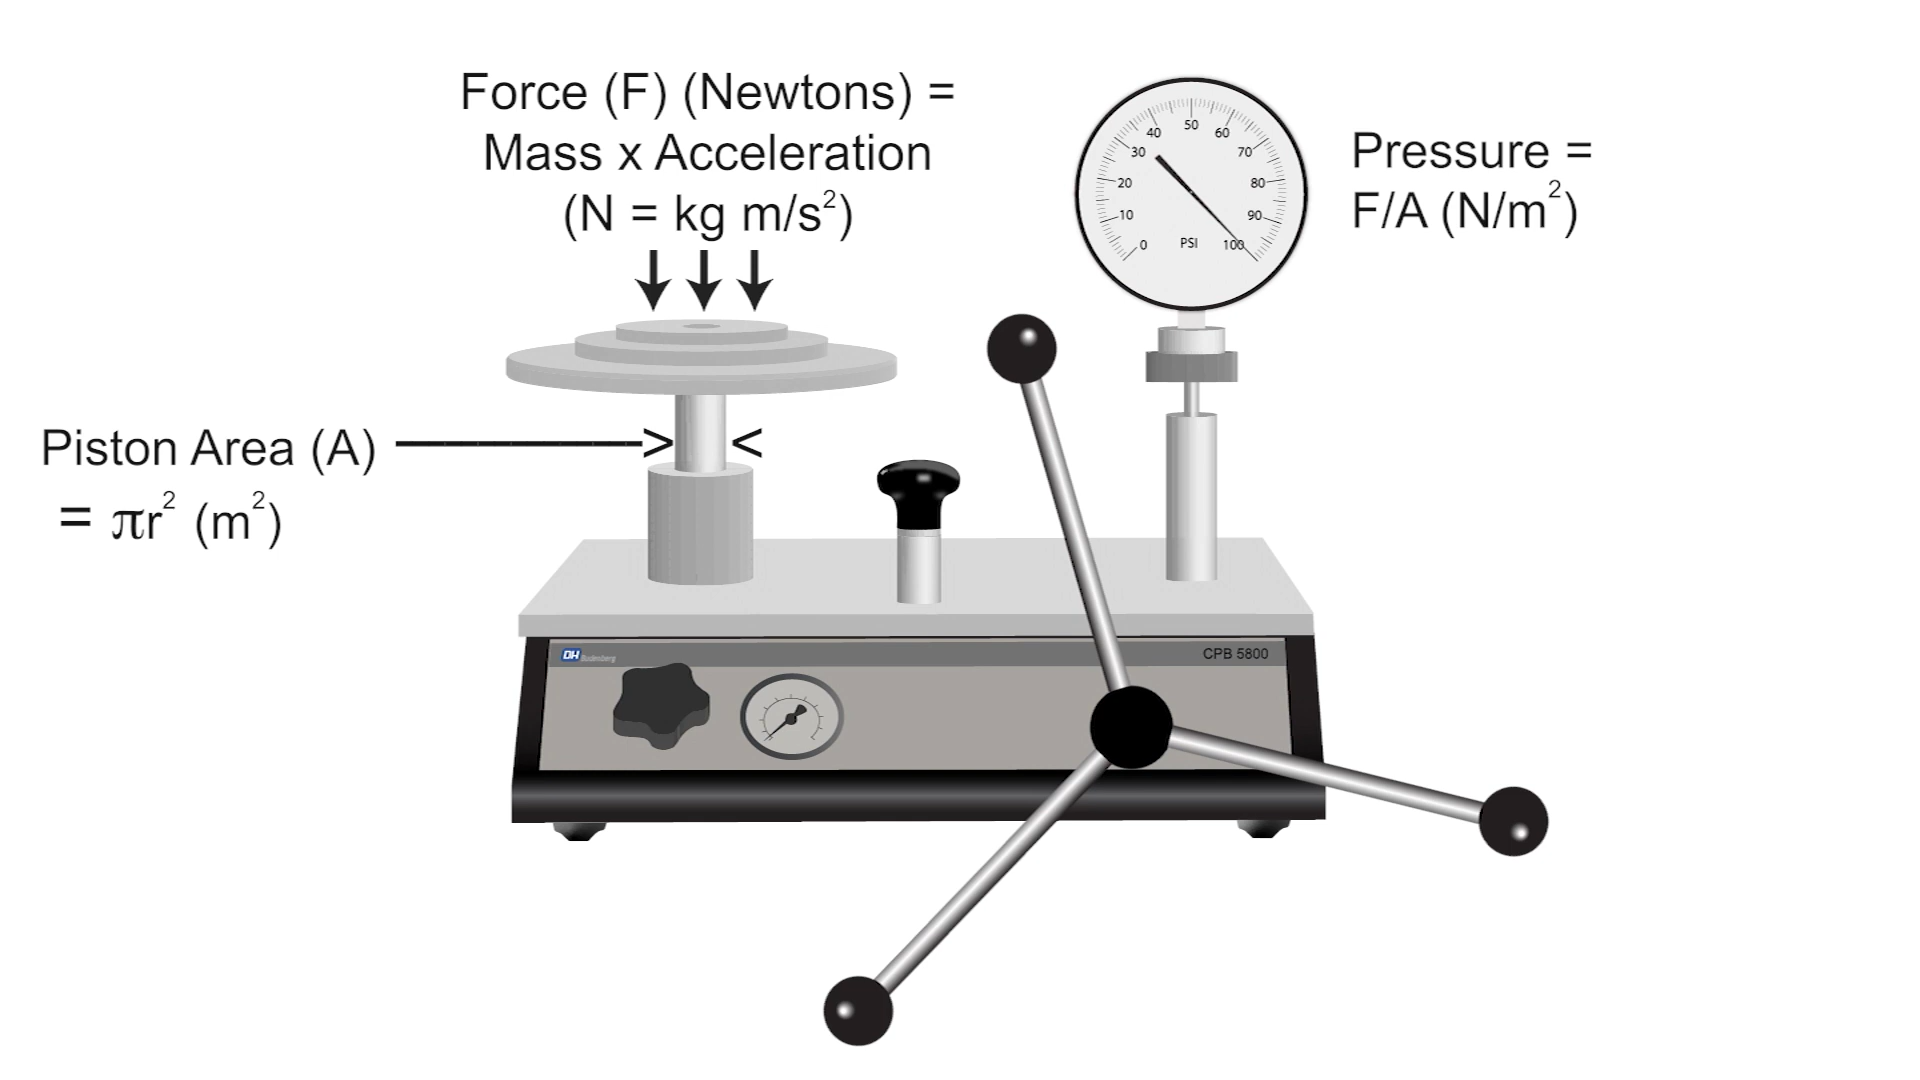 Force (F) (Newtons) =
Mass x Acceleration
(N = kg m/s²)
Pressure =
F/A (N/m²)
Piston Area (A)
= πr² (m²)
0
10
20
30
40
50
60
70
80
90
100
PSI
DH Budenberg
CPB 5800
> <